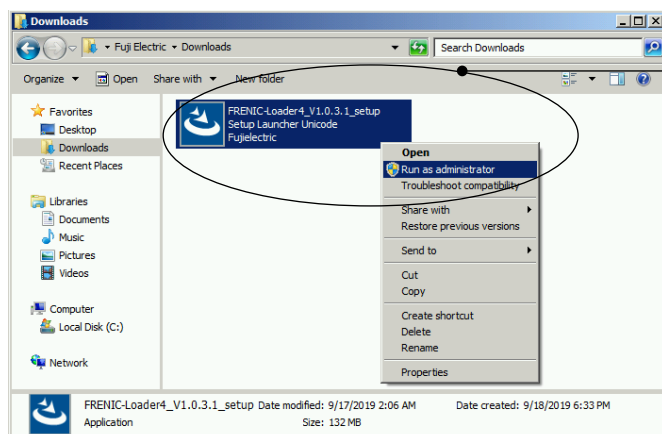 Downloads
Fuji Electric Downloads
Search Downloads
Organize Open Share with New folder
Favorites
Desktop
Downloads
Recent Places
Libraries
Documents
Music
Pictures
Videos
Computer
Local Disk (C:)
Network
FRENIC-Loader4_V1.0.3.1_setup
Setup Launcher Unicode
Fujielectric
Open
Run as administrator
Troubleshoot compatibility
Share with
Restore previous versions
Send to
Cut
Copy
Create shortcut
Delete
Rename
Properties
FRENIC-Loader4_V1.0.3.1_setup Date modified: 9/17/2019 2:06 AM Date created: 9/18/2019 6:33 PM
Application Size: 132 MB